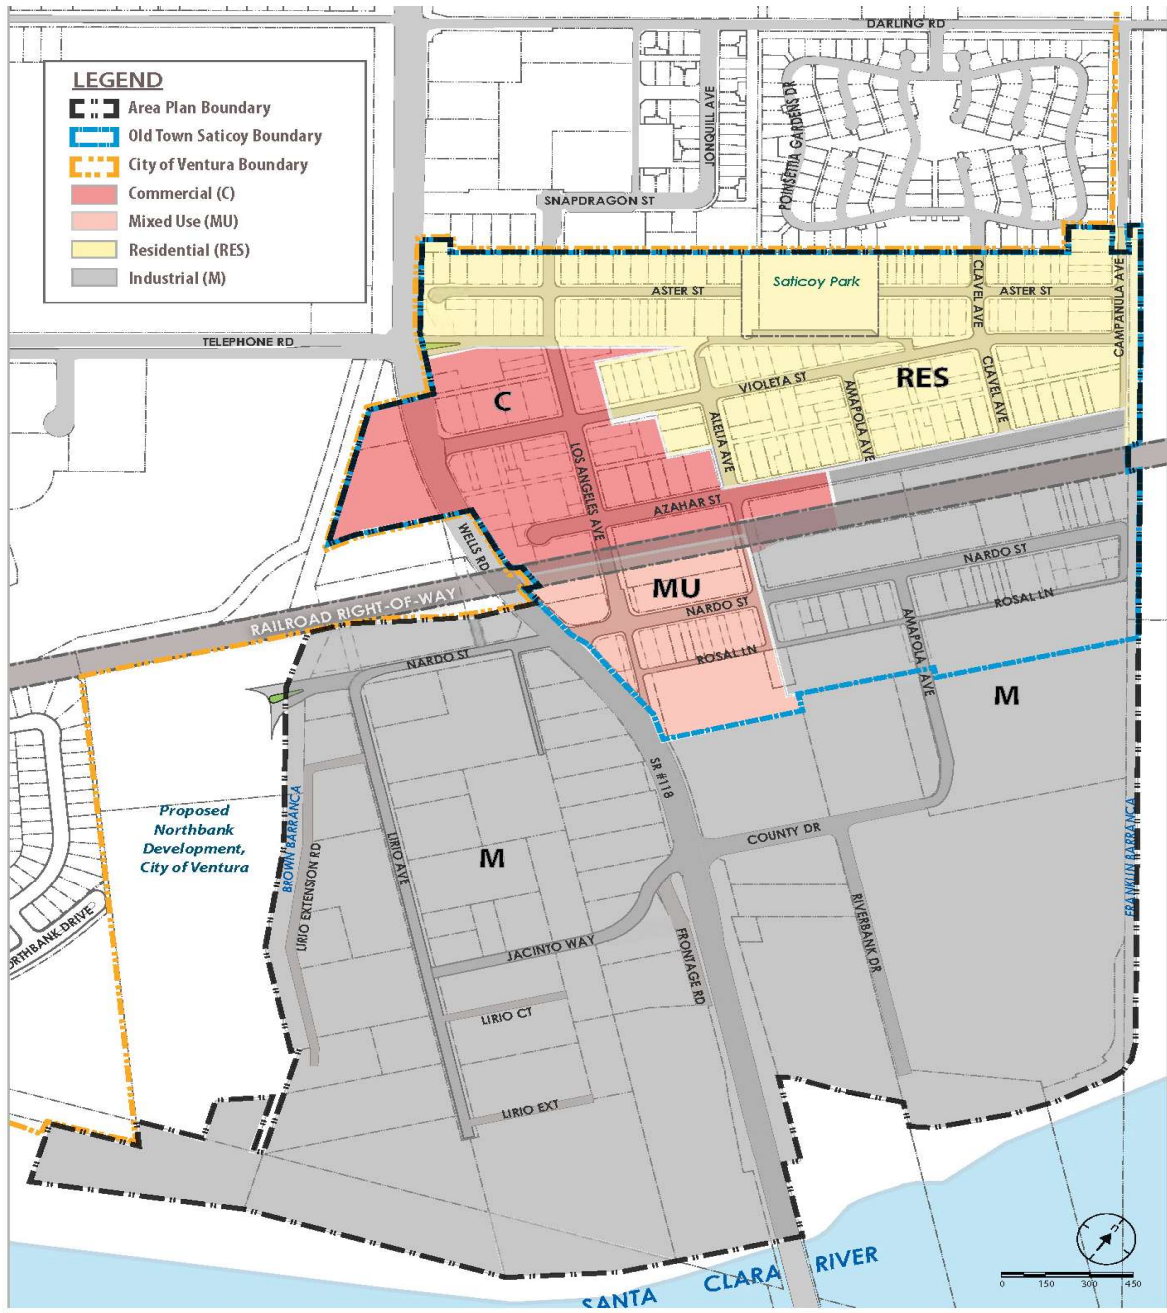 DARLING RD
LEGEND
Area Plan Boundary
Old Town Saticoy Boundary
City of Ventura Boundary
Commercial (C)
Mixed Use (MU)
Residential (RES)
Industrial (M)
JONQUILL AVE
POINSETTIA GARDENS DR
SNAPDRAGON ST
ASTER ST
Saticoy Park
CLAVEL AVE
ASTER ST
CAMPANULA AVE
TELEPHONE RD
C
VIOLETA ST
RES
AMAPOLA AVE
CLAVEL AVE
ALELIA AVE
LOS ANGELES AVE
AZAHAR ST
WELLS RD
NARDO ST
MU
RAILROAD RIGHT-OF-WAY
NARDO ST
ROSAL LN
AMAPOLA AVE
ROSAL LN
NARDO ST
M
SR #118
Proposed
Northbank
Development,
City of Ventura
BROWN BARRANCA
COUNTY DR
FRANKLIN BARRANCA
LIRIO AVE
M
LIRIO EXTENSION RD
RIVERBANK DR
ORTHBANK DRIVE
JACINTO WAY
FRONTAGE RD
LIRIO CT
LIRIO EXT
n
SANTA CLARA RIVER
0 150 300 450